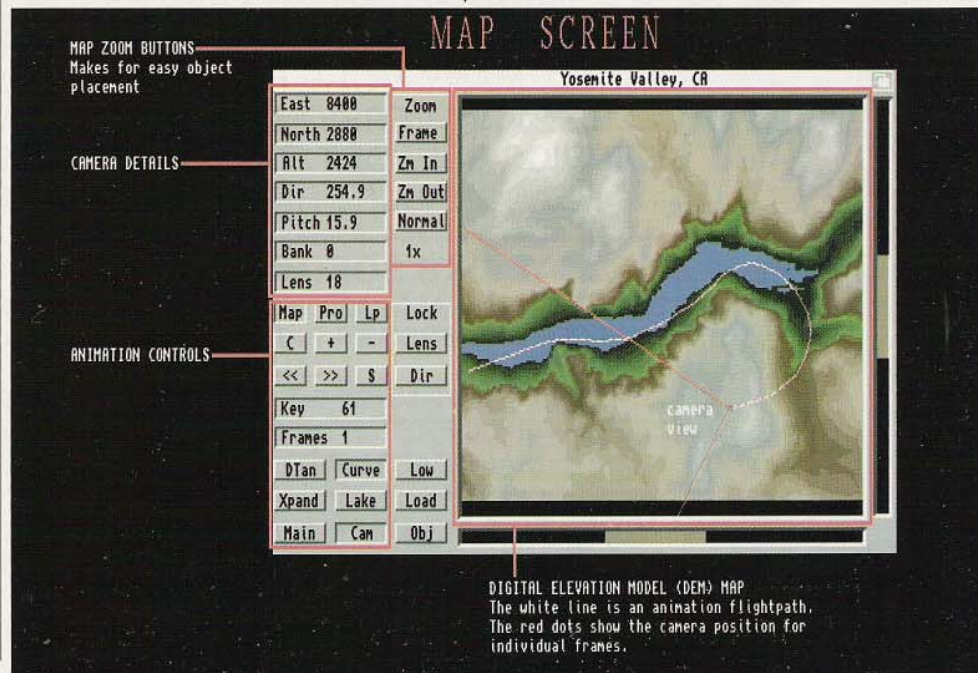 MAP SCREEN
MAP ZOOM BUTTONS
Makes for easy object
placement
CAMERA DETAILS
ANIMATION CONTROLS
Yosemite Valley, CA
East 8400
North 2880
Alt 2424
Dir 254.9
Pitch 15.9
Bank 0
Lens 18
Zoom
Frame
Zm In
Zm Out
Normal
1x
Map Pro Lp Lock
C + - Lens
<< >> S Dir
Key 61
Frames 1
DTan Curve Low
Xpand Lake Load
Main Cam Obj
camera
view
DIGITAL ELEVATION MODEL (DEM) MAP
The white line is an animation flightpath.
The red dots show the camera position for
individual frames.